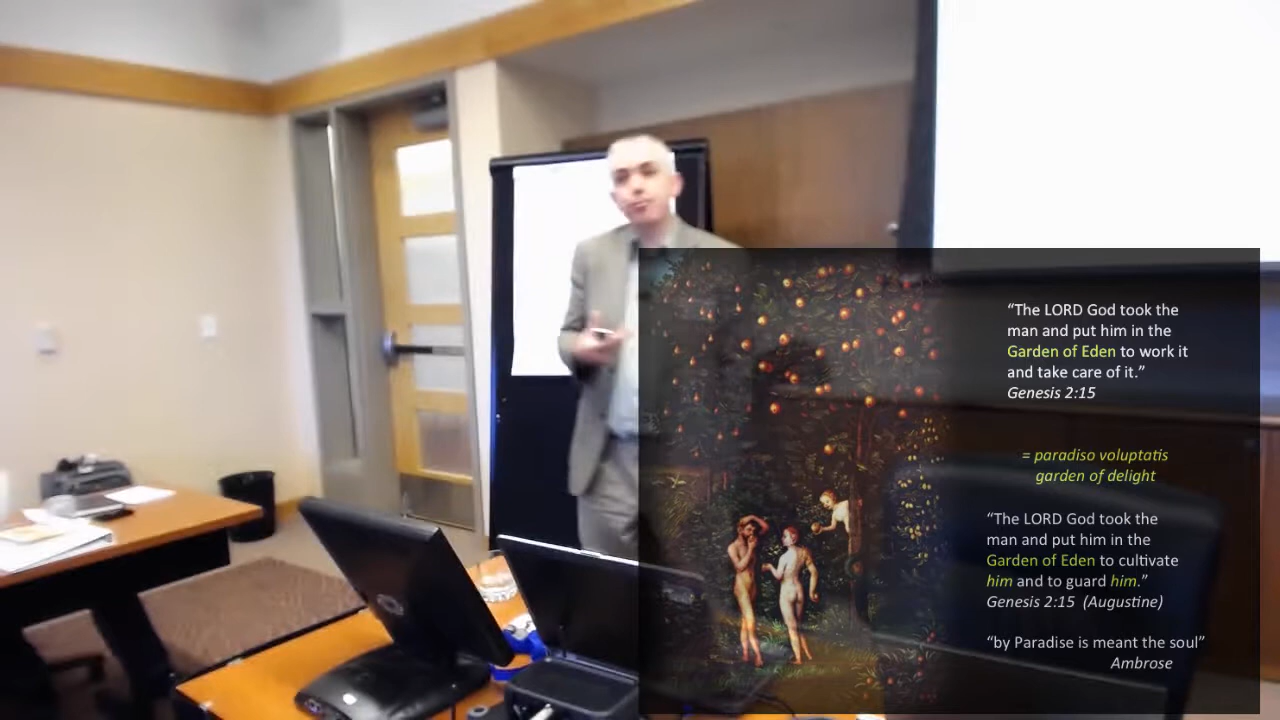 “The LORD God took the
man and put him in the
Garden of Eden to work it
and take care of it.”
Genesis 2:15
= paradiso voluptatis
garden of delight
“The LORD God took the
man and put him in the
Garden of Eden to cultivate
him and to guard him.”
Genesis 2:15 (Augustine)
“by Paradise is meant the soul”
Ambrose